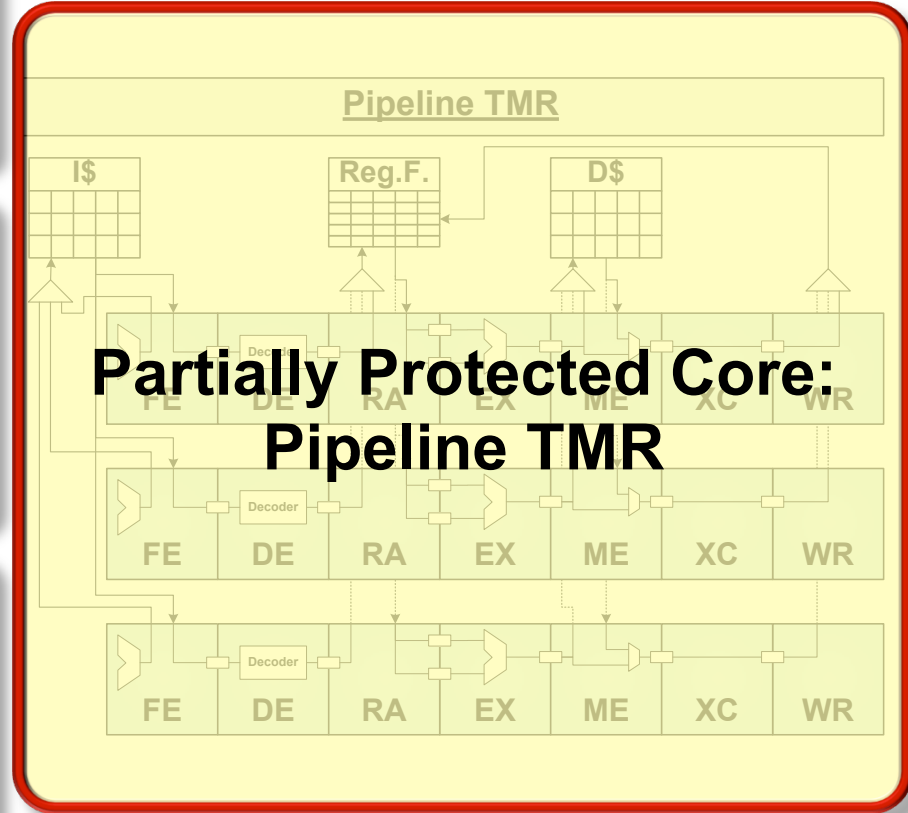 Pipeline TMR
I$ Reg.F. D$
Decoder
Partially Protected Core:
FE DE RA EX ME XC WR
Pipeline TMR
Decoder
FE DE RA EX ME XC WR
Decoder
FE DE RA EX ME XC WR